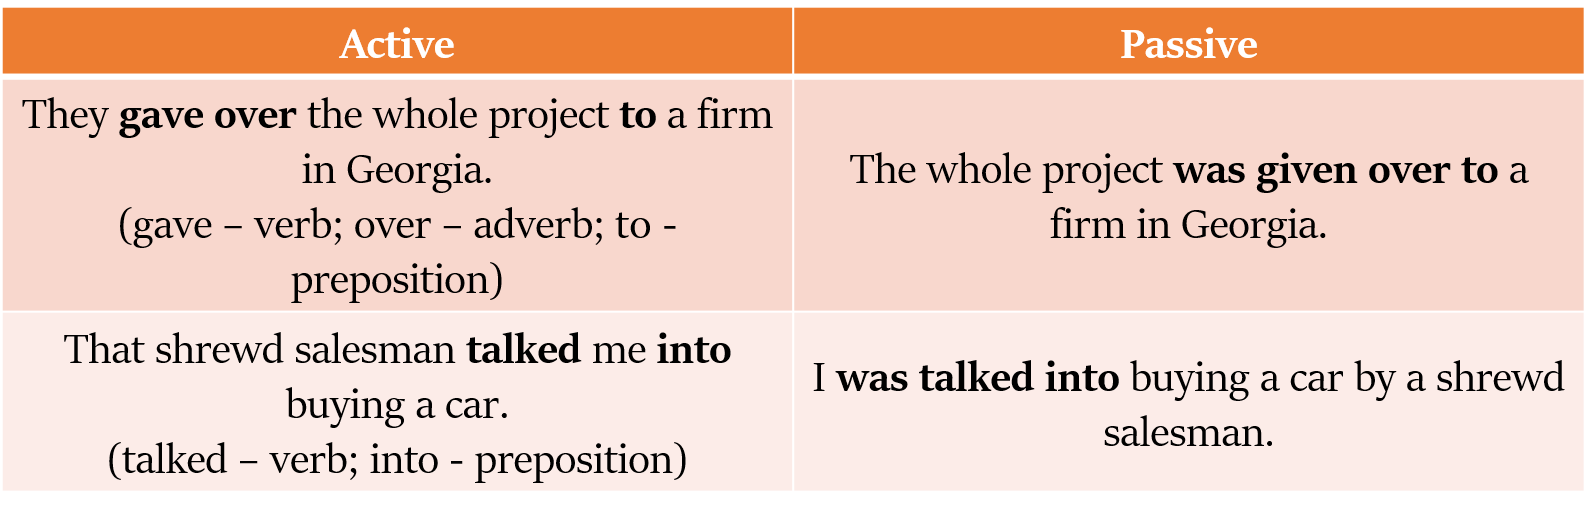 Active
Passive
They gave over the whole project to a firm
in Georgia.
(gave – verb; over – adverb; to -
preposition)
The whole project was given over to a
firm in Georgia.
That shrewd salesman talked me into
buying a car.
(talked – verb; into - preposition)
I was talked into buying a car by a shrewd
salesman.